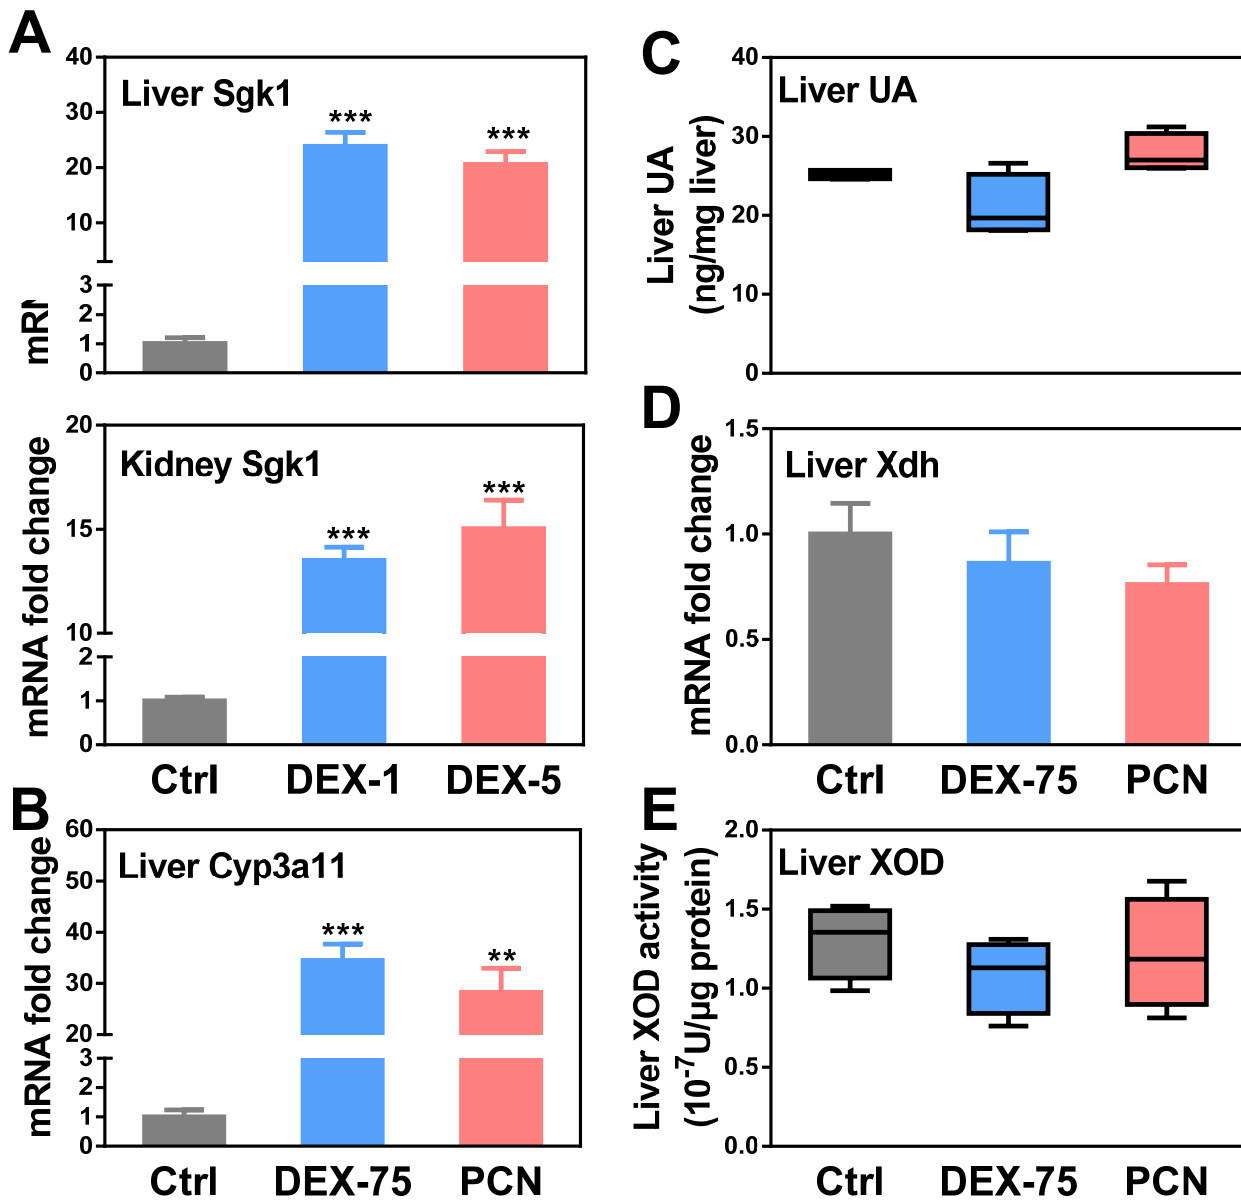 A
Liver Sgk1
40
30
20
10
3
2
1
0
***
***
Kidney Sgk1
mRNA fold change
20
15
10
2
1
0
***
***
Ctrl
DEX-1
DEX-5
B
Liver Cyp3a11
mRNA fold change
60
50
40
30
20
3
2
1
0
***
**
Ctrl
DEX-75
PCN
C
Liver UA
Liver UA
(ng/mg liver)
40
30
20
10
0
D
Liver Xdh
mRNA fold change
1.5
1.0
0.5
0.0
Ctrl
DEX-75
PCN
E
Liver XOD
Liver XOD activity
(10⁻⁷U/μg protein)
2.0
1.5
1.0
0.5
0.0
Ctrl
DEX-75
PCN